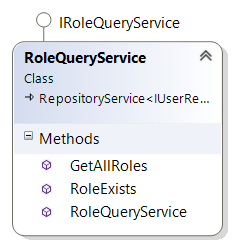 IRoleQueryService
RoleQueryService
Class
RepositoryService<IUserRe...
Methods
GetAllRoles
RoleExists
RoleQueryService